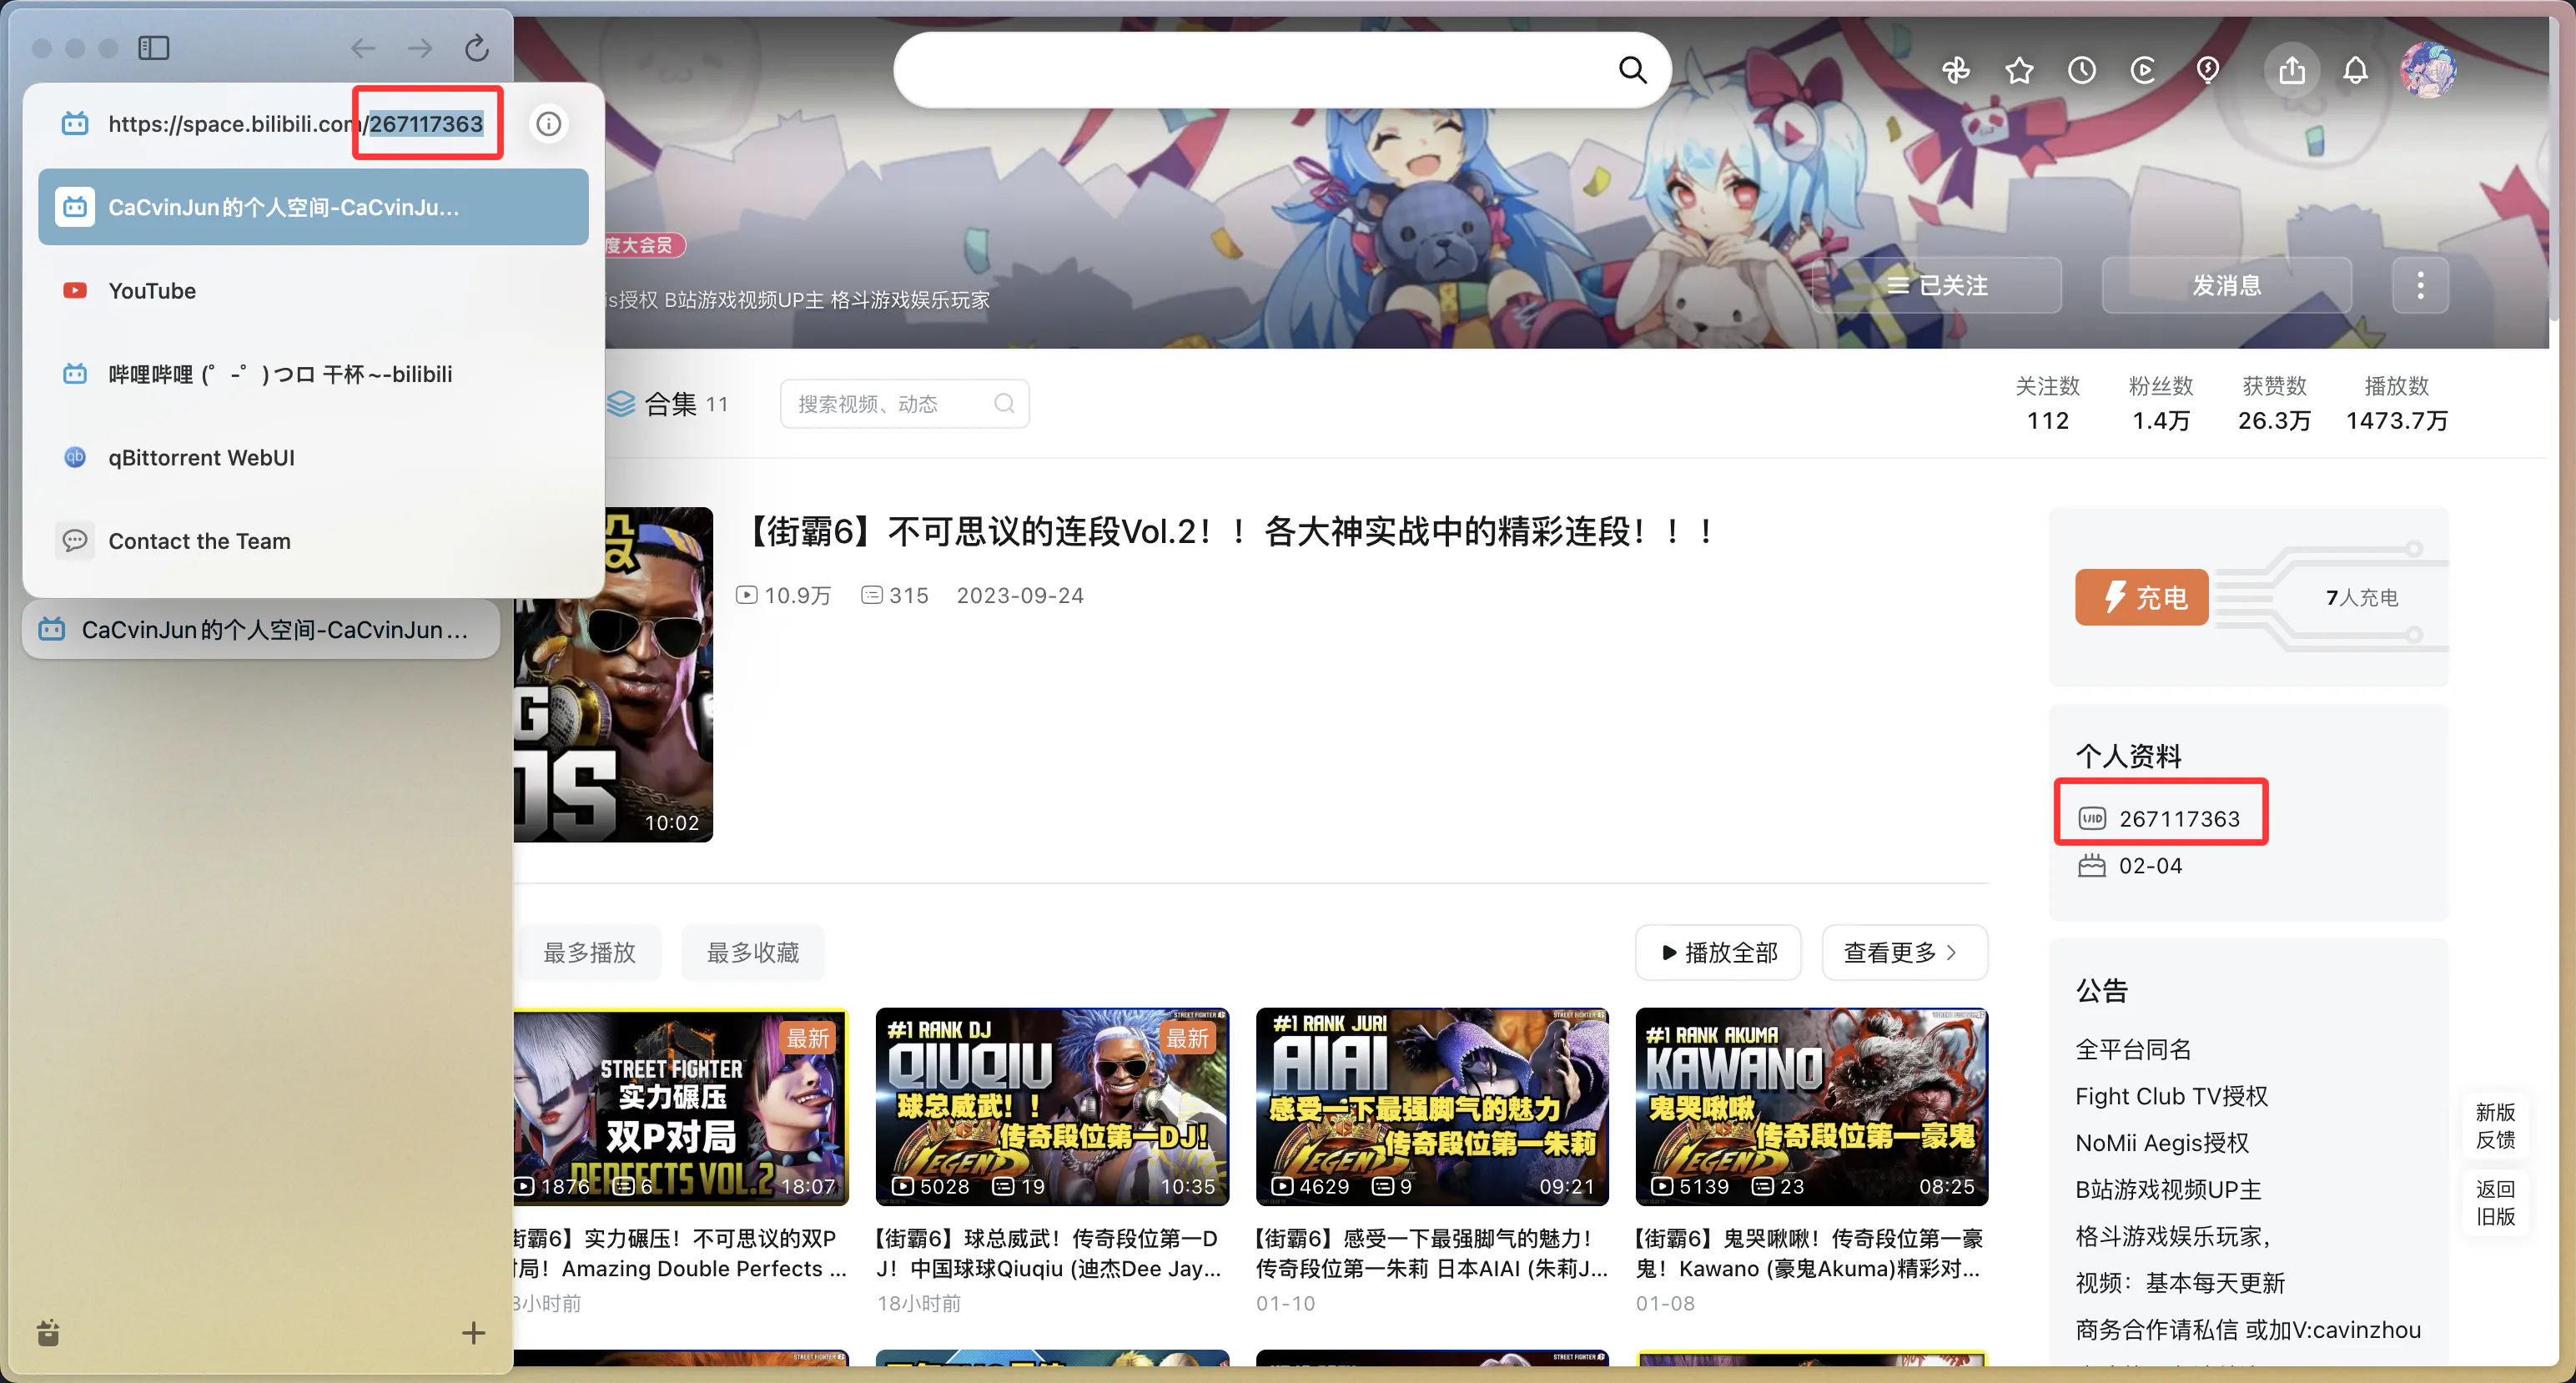 https://space.bilibili.com/267117363
CaCvinJun的个人空间-CaCvinJu...
YouTube
哔哩哔哩 (゜-゜)つロ 干杯~-bilibili
qBittorrent WebUI
Contact the Team
CaCvinJun的个人空间-CaCvinJun...
度大会员
is授权 B站游戏视频UP主 格斗游戏娱乐玩家
已关注
发消息
合集 11
搜索视频、动态
关注数
112
粉丝数
1.4万
获赞数
26.3万
播放数
1473.7万
10:02
【街霸6】不可思议的连段Vol.2！！各大神实战中的精彩连段！！！
10.9万 315 2023-09-24
充电
7人充电
个人资料
UID 267117363
02-04
最多播放
最多收藏
播放全部
查看更多
最新
STREET FIGHTER
实力碾压
双P对局
PERFECTS VOL.2
1876 6 18:07
街霸6】实力碾压！不可思议的双P
对局！Amazing Double Perfects ...
3小时前
STREET FIGHTER 6
#1 RANK DJ
最新
QIUQIU
球总威武！！
传奇段位第一DJ!
LEGEND
5028 19 10:35
【街霸6】球总威武！传奇段位第一D
J！中国球球Qiuqiu (迪杰Dee Jay...
18小时前
STREET FIGHTER 6
#1 RANK JURI
AIAI
感受一下最强脚气的魅力
传奇段位第一朱莉
LEGEND
4629 9 09:21
【街霸6】感受一下最强脚气的魅力！
传奇段位第一朱莉 日本AIAI (朱莉J...
01-10
STREET FIGHTER 6
#1 RANK AKUMA
KAWANO
鬼哭啾啾
传奇段位第一豪鬼
LEGEND
5139 23 08:25
【街霸6】鬼哭啾啾！传奇段位第一豪
鬼！Kawano (豪鬼Akuma)精彩对...
01-08
公告
全平台同名
Fight Club TV授权
NoMii Aegis授权
B站游戏视频UP主
格斗游戏娱乐玩家，
视频：基本每天更新
商务合作请私信 或加V:cavinzhou
新版
反馈
返回
旧版
STREET FIGHTER 6
STREET FIGHTER 6